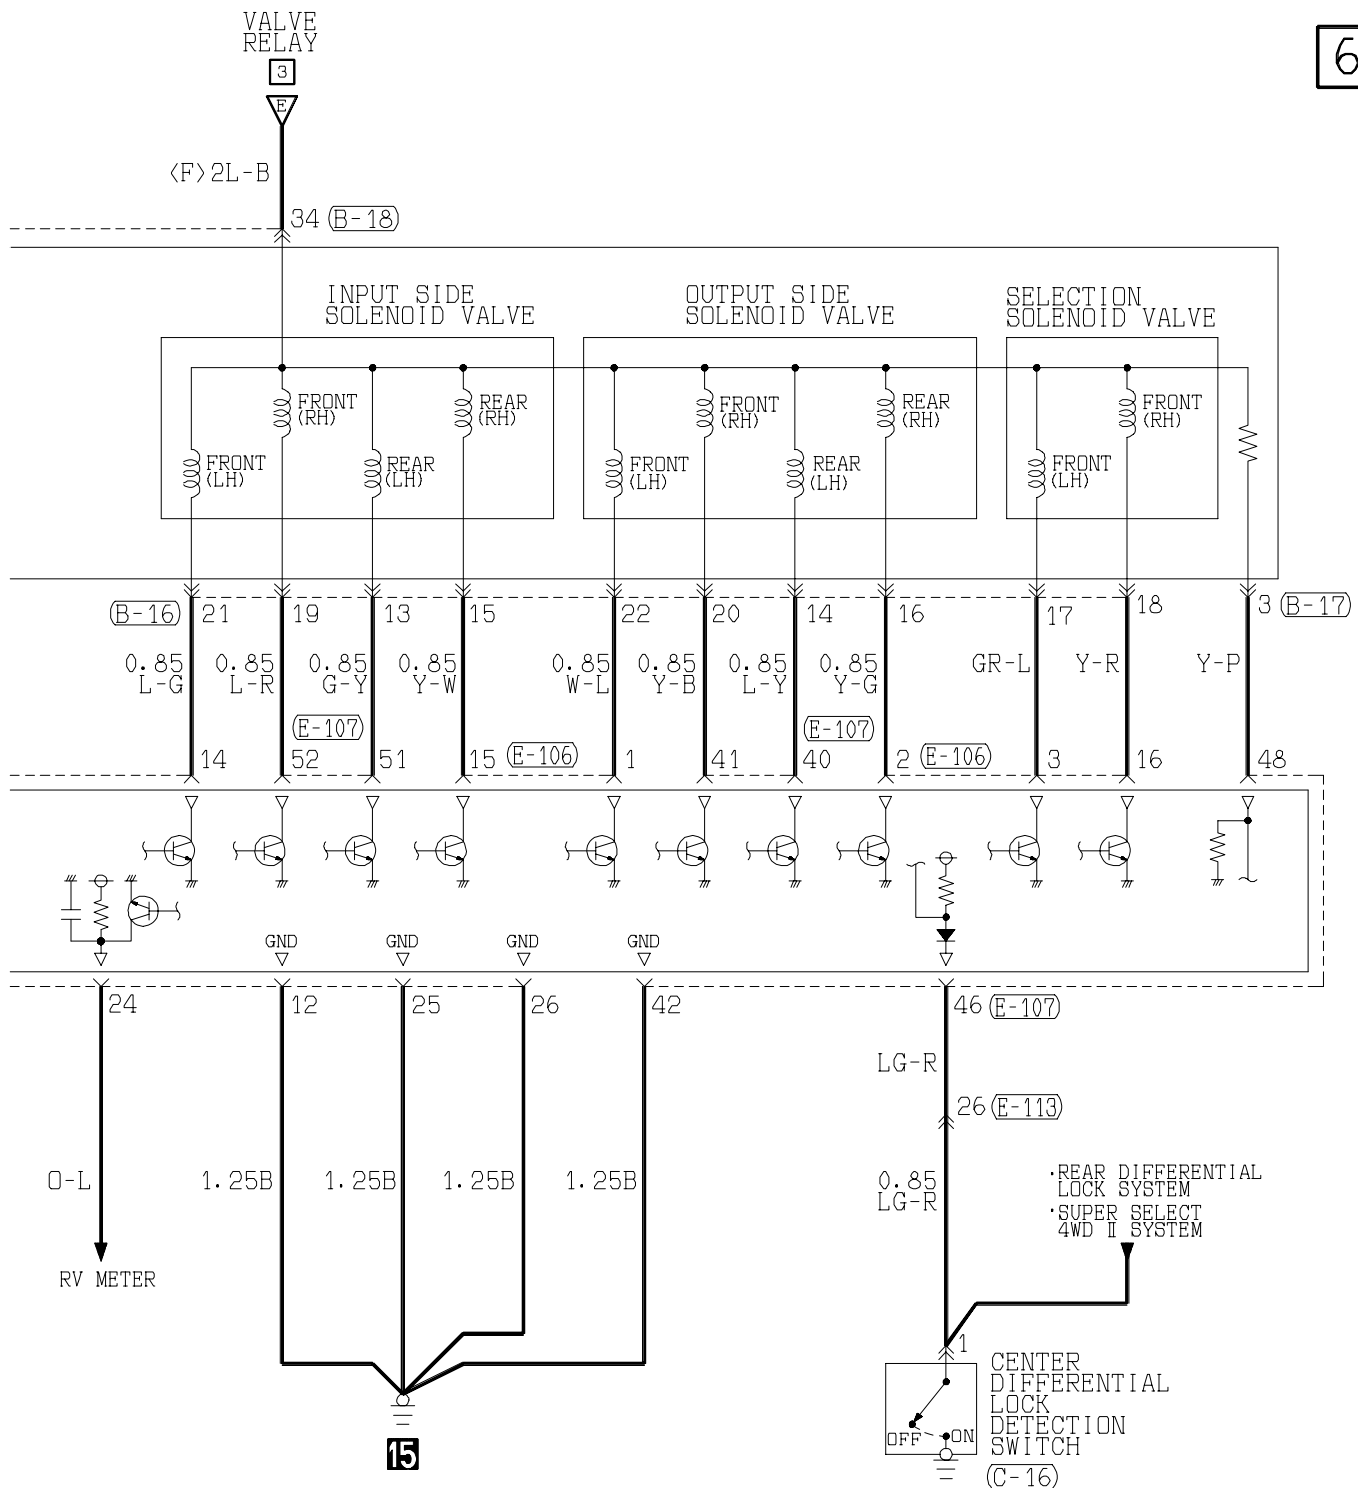 VALVE
RELAY
6
3
E
〈F〉2L-B
34 (B-18)
INPUT SIDE
SOLENOID VALVE
OUTPUT SIDE
SOLENOID VALVE
SELECTION
SOLENOID VALVE
FRONT
(RH)
REAR
(RH)
FRONT
(RH)
REAR
(RH)
FRONT
(RH)
FRONT
(LH)
REAR
(LH)
FRONT
(LH)
REAR
(LH)
FRONT
(LH)
(B-16) 21 19 13 15 22 20 14 16 17 18 3 (B-17)
0.85 0.85 0.85 0.85 0.85 0.85 0.85 0.85
L-G L-R G-Y Y-W W-L Y-B L-Y Y-G GR-L Y-R Y-P
(E-107) (E-107)
14 52 51 15 (E-106) 1 41 40 2 (E-106) 3 16 48
GND GND GND GND
24 12 25 26 42 46 (E-107)
LG-R
26 (E-113)
O-L 1.25B 1.25B 1.25B 1.25B 0.85
LG-R
·REAR DIFFERENTIAL
LOCK SYSTEM
·SUPER SELECT
4WD Ⅱ SYSTEM
RV METER
1
CENTER
DIFFERENTIAL
LOCK
DETECTION
SWITCH
OFF ON
15
(C-16)